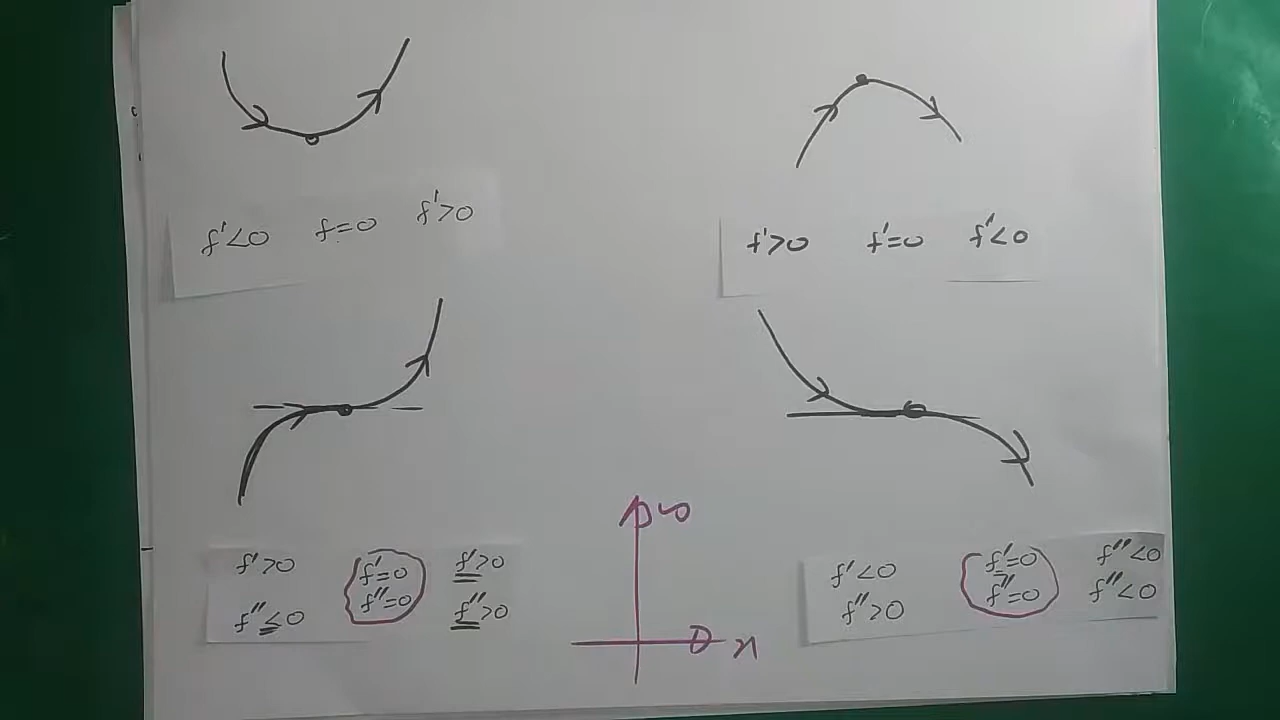 f'<0 f=0 f'>0
f'>0 f'=0 f'<0
f'>0 f'=0 f'>0
f''≤0 f''=0 f''>0
f'<0 f'=0 f''<0
f''>0 f''=0 f''<0
x